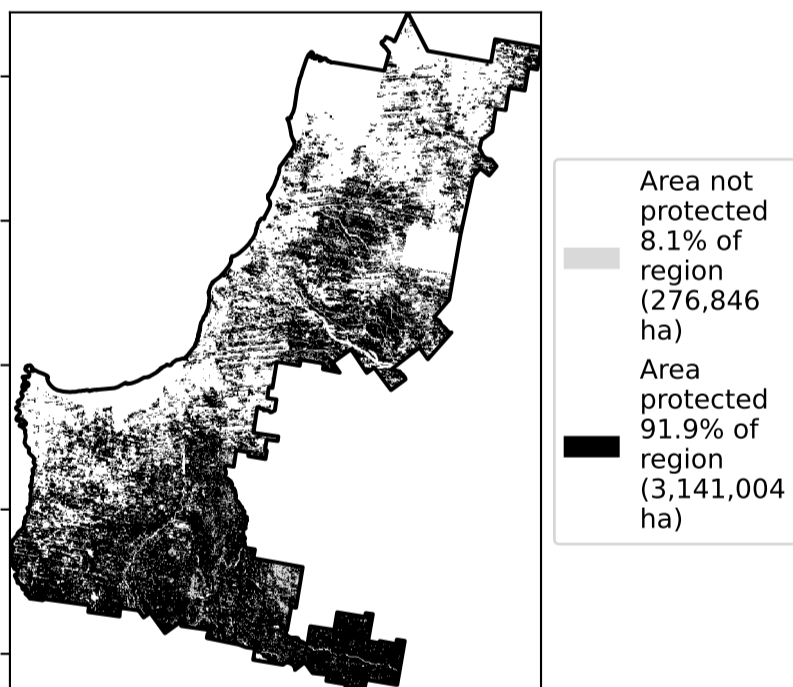 Area not
protected
8.1% of
region
(276,846
ha)
Area
protected
91.9% of
region
(3,141,004
ha)